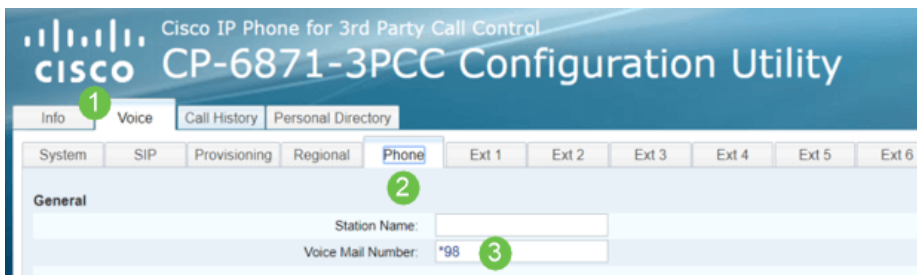 Cisco IP Phone for 3rd Party Call Control
CISCO CP-6871-3PCC Configuration Utility
1
Info Voice Call History Personal Directory
System SIP Provisioning Regional Phone Ext 1 Ext 2 Ext 3 Ext 4 Ext 5 Ext 6
2
General
Station Name:
Voice Mail Number: *98 3